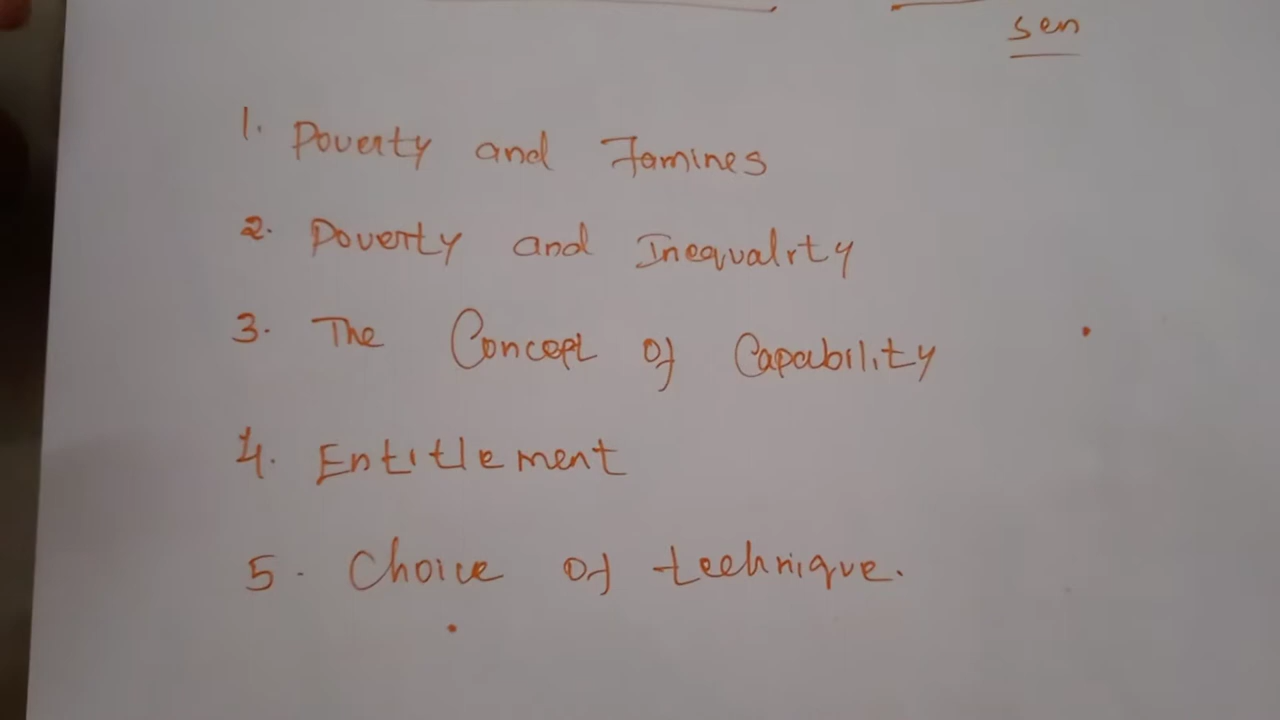 sen
1. Poverty and Famines
2. Poverty and Inequality
3. The Concept of Capability
4. Entitlement
5. Choice of technique.